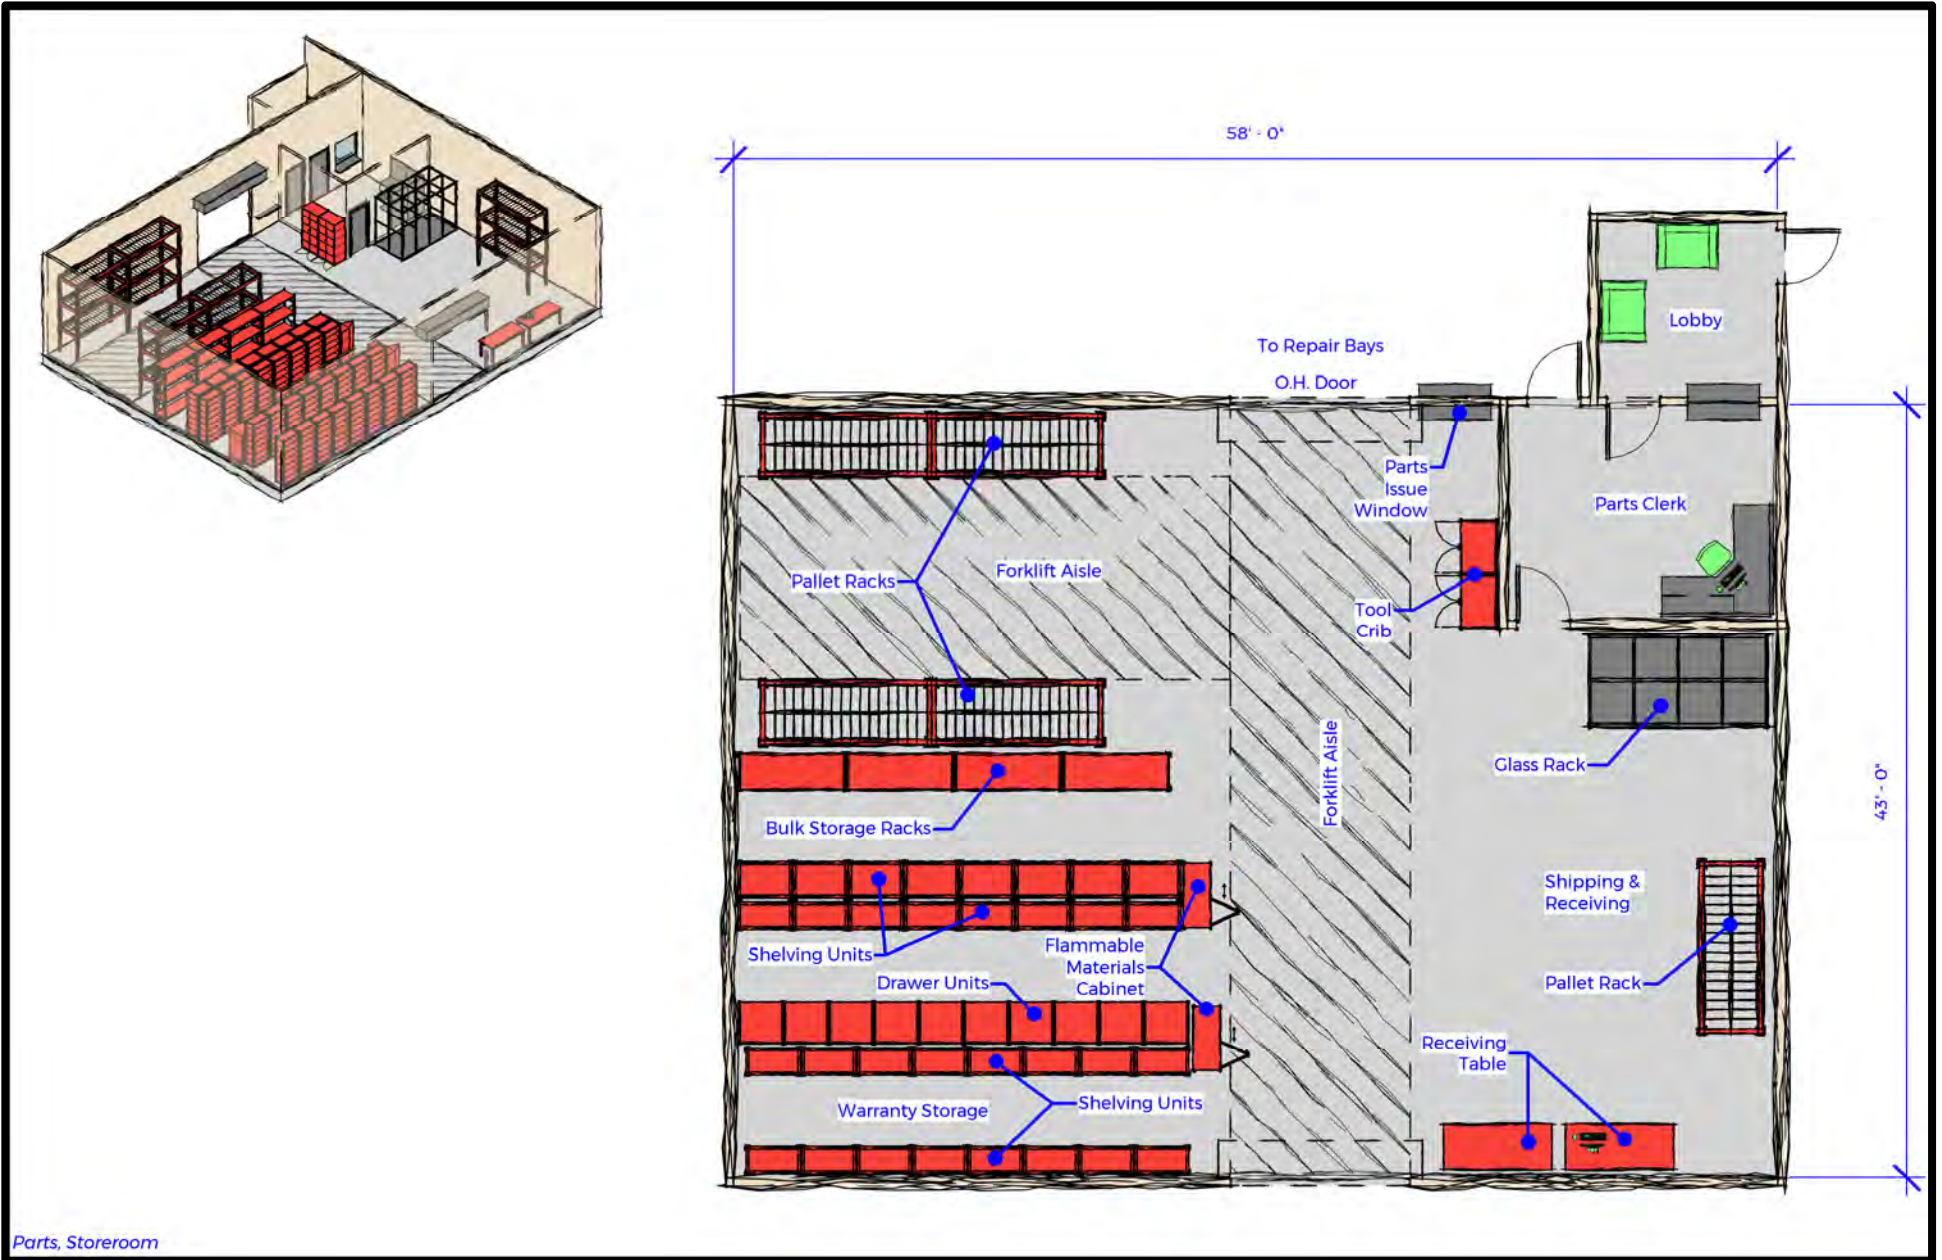 58' - 0"
Lobby
To Repair Bays
O.H. Door
Parts
Issue
Window
Parts Clerk
Pallet Racks
Forklift Aisle
Tool
Crib
Forklift Aisle
Glass Rack
43' - 0"
Bulk Storage Racks
Shipping &
Receiving
Shelving Units
Flammable
Materials
Cabinet
Drawer Units
Pallet Rack
Receiving
Table
Warranty Storage
Shelving Units
Parts, Storeroom